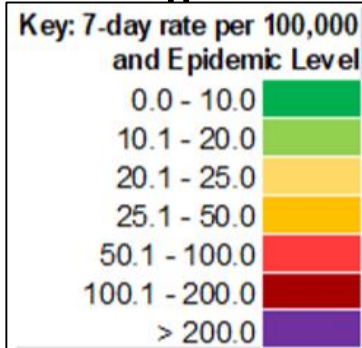 Key: 7-day rate per 100,000
and Epidemic Level
0.0 - 10.0
10.1 - 20.0
20.1 - 25.0
25.1 - 50.0
50.1 - 100.0
100.1 - 200.0
> 200.0